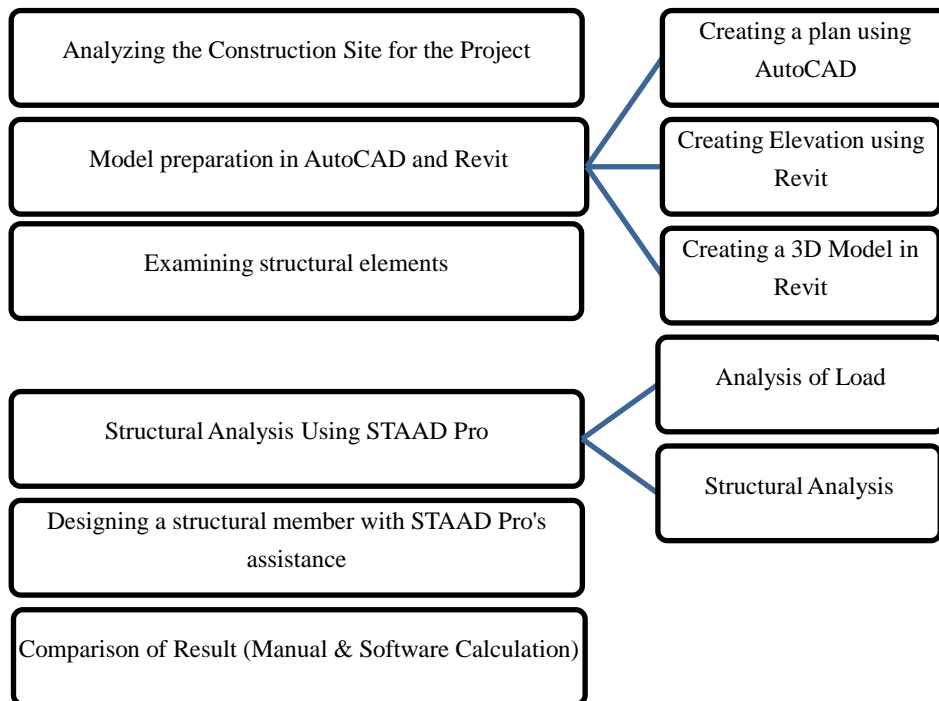 Analyzing the Construction Site for the Project
Creating a plan using
AutoCAD
Model preparation in AutoCAD and Revit
Creating Elevation using
Revit
Examining structural elements
Creating a 3D Model in
Revit
Structural Analysis Using STAAD Pro
Analysis of Load
Structural Analysis
Designing a structural member with STAAD Pro's
assistance
Comparison of Result (Manual & Software Calculation)